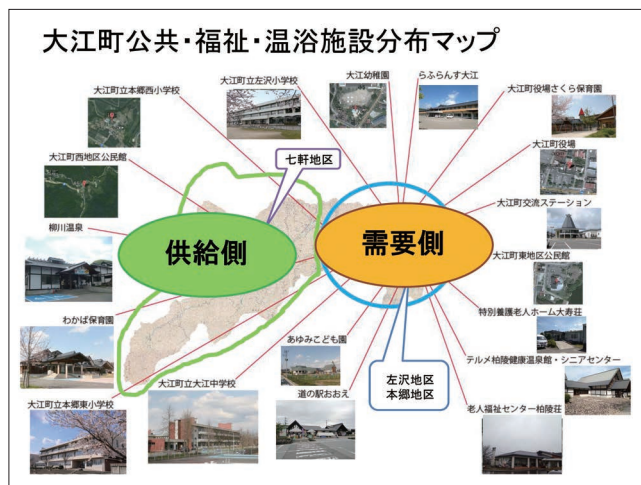 大江町公共・福祉・温浴施設分布マップ
大江町立本郷西小学校
大江町立左沢小学校
大江幼稚園
らふらんす大江
大江町役場さくら保育園
大江町西地区公民館
七軒地区
大江町役場
柳川温泉
供給側
需要側
大江町交流ステーション
大江町東地区公民館
わかば保育園
特別養護老人ホーム大寿荘
あゆみこども園
テルメ柏陵健康温泉館・シニアセンター
大江町立本郷東小学校
大江町立大江中学校
道の駅おおえ
左沢地区
本郷地区
老人福祉センター柏陵荘